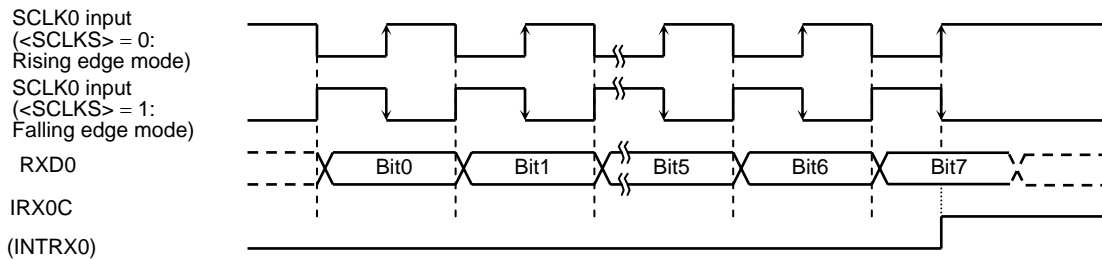 SCLK0 input
(<SCLKS> = 0:
Rising edge mode)
SCLK0 input
(<SCLKS> = 1:
Falling edge mode)
RXD0
Bit0
Bit1
Bit5
Bit6
Bit7
IRX0C
(INTRX0)